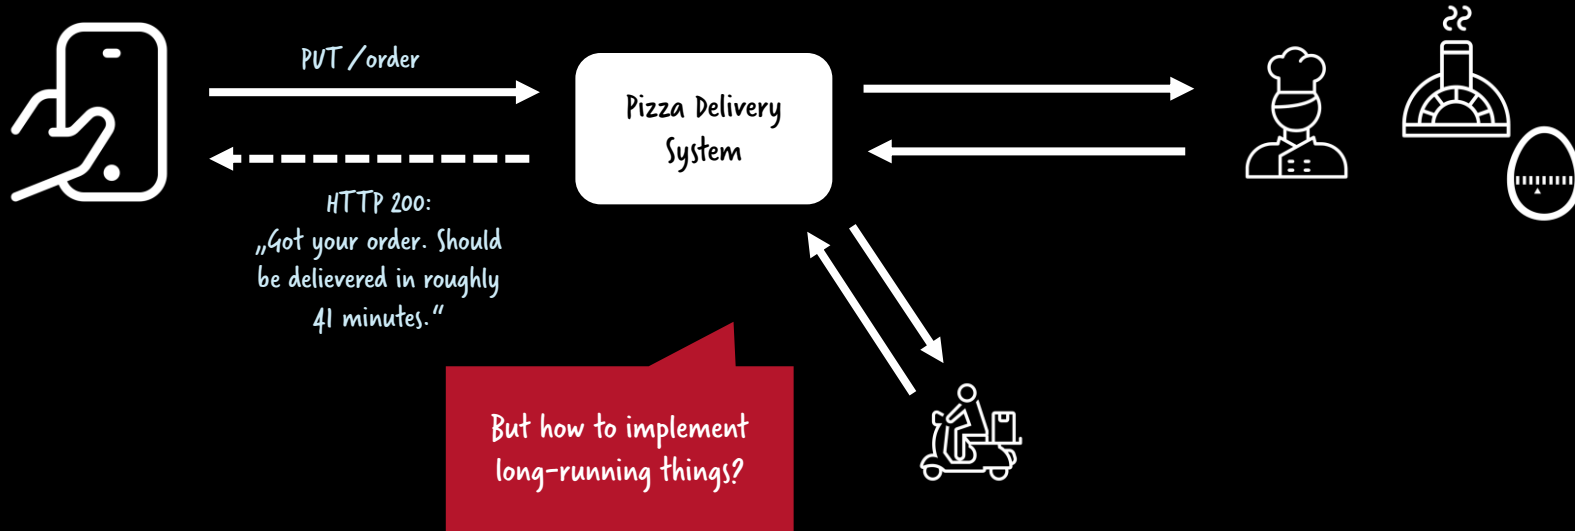 PUT /order
Pizza Delivery
System
HTTP 200:
„Got your order. Should
be delievered in roughly
41 minutes.“
But how to implement
long-running things?